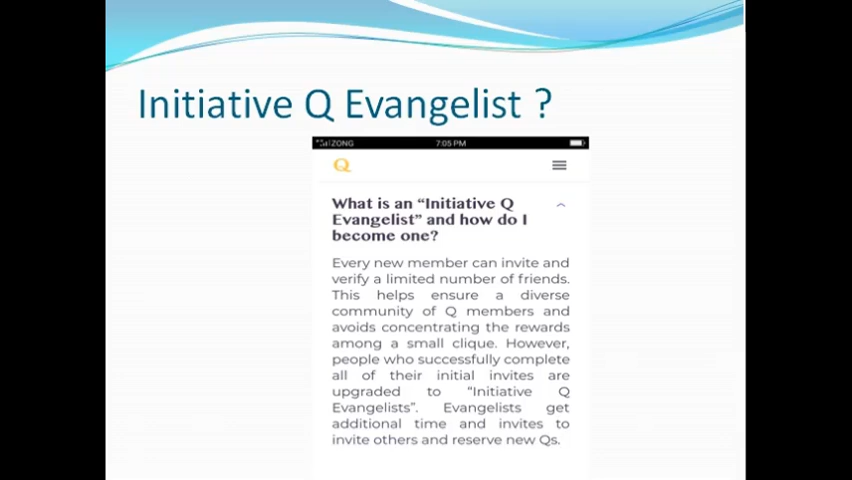 Initiative Q Evangelist ?
ZONG
7:05 PM
Q
What is an “Initiative Q
Evangelist” and how do I
become one?
Every new member can invite and
verify a limited number of friends.
This helps ensure a diverse
community of Q members and
avoids concentrating the rewards
among a small clique. However,
people who successfully complete
all of their initial invites are
upgraded to “Initiative Q
Evangelists”. Evangelists get
additional time and invites to
invite others and reserve new Qs.